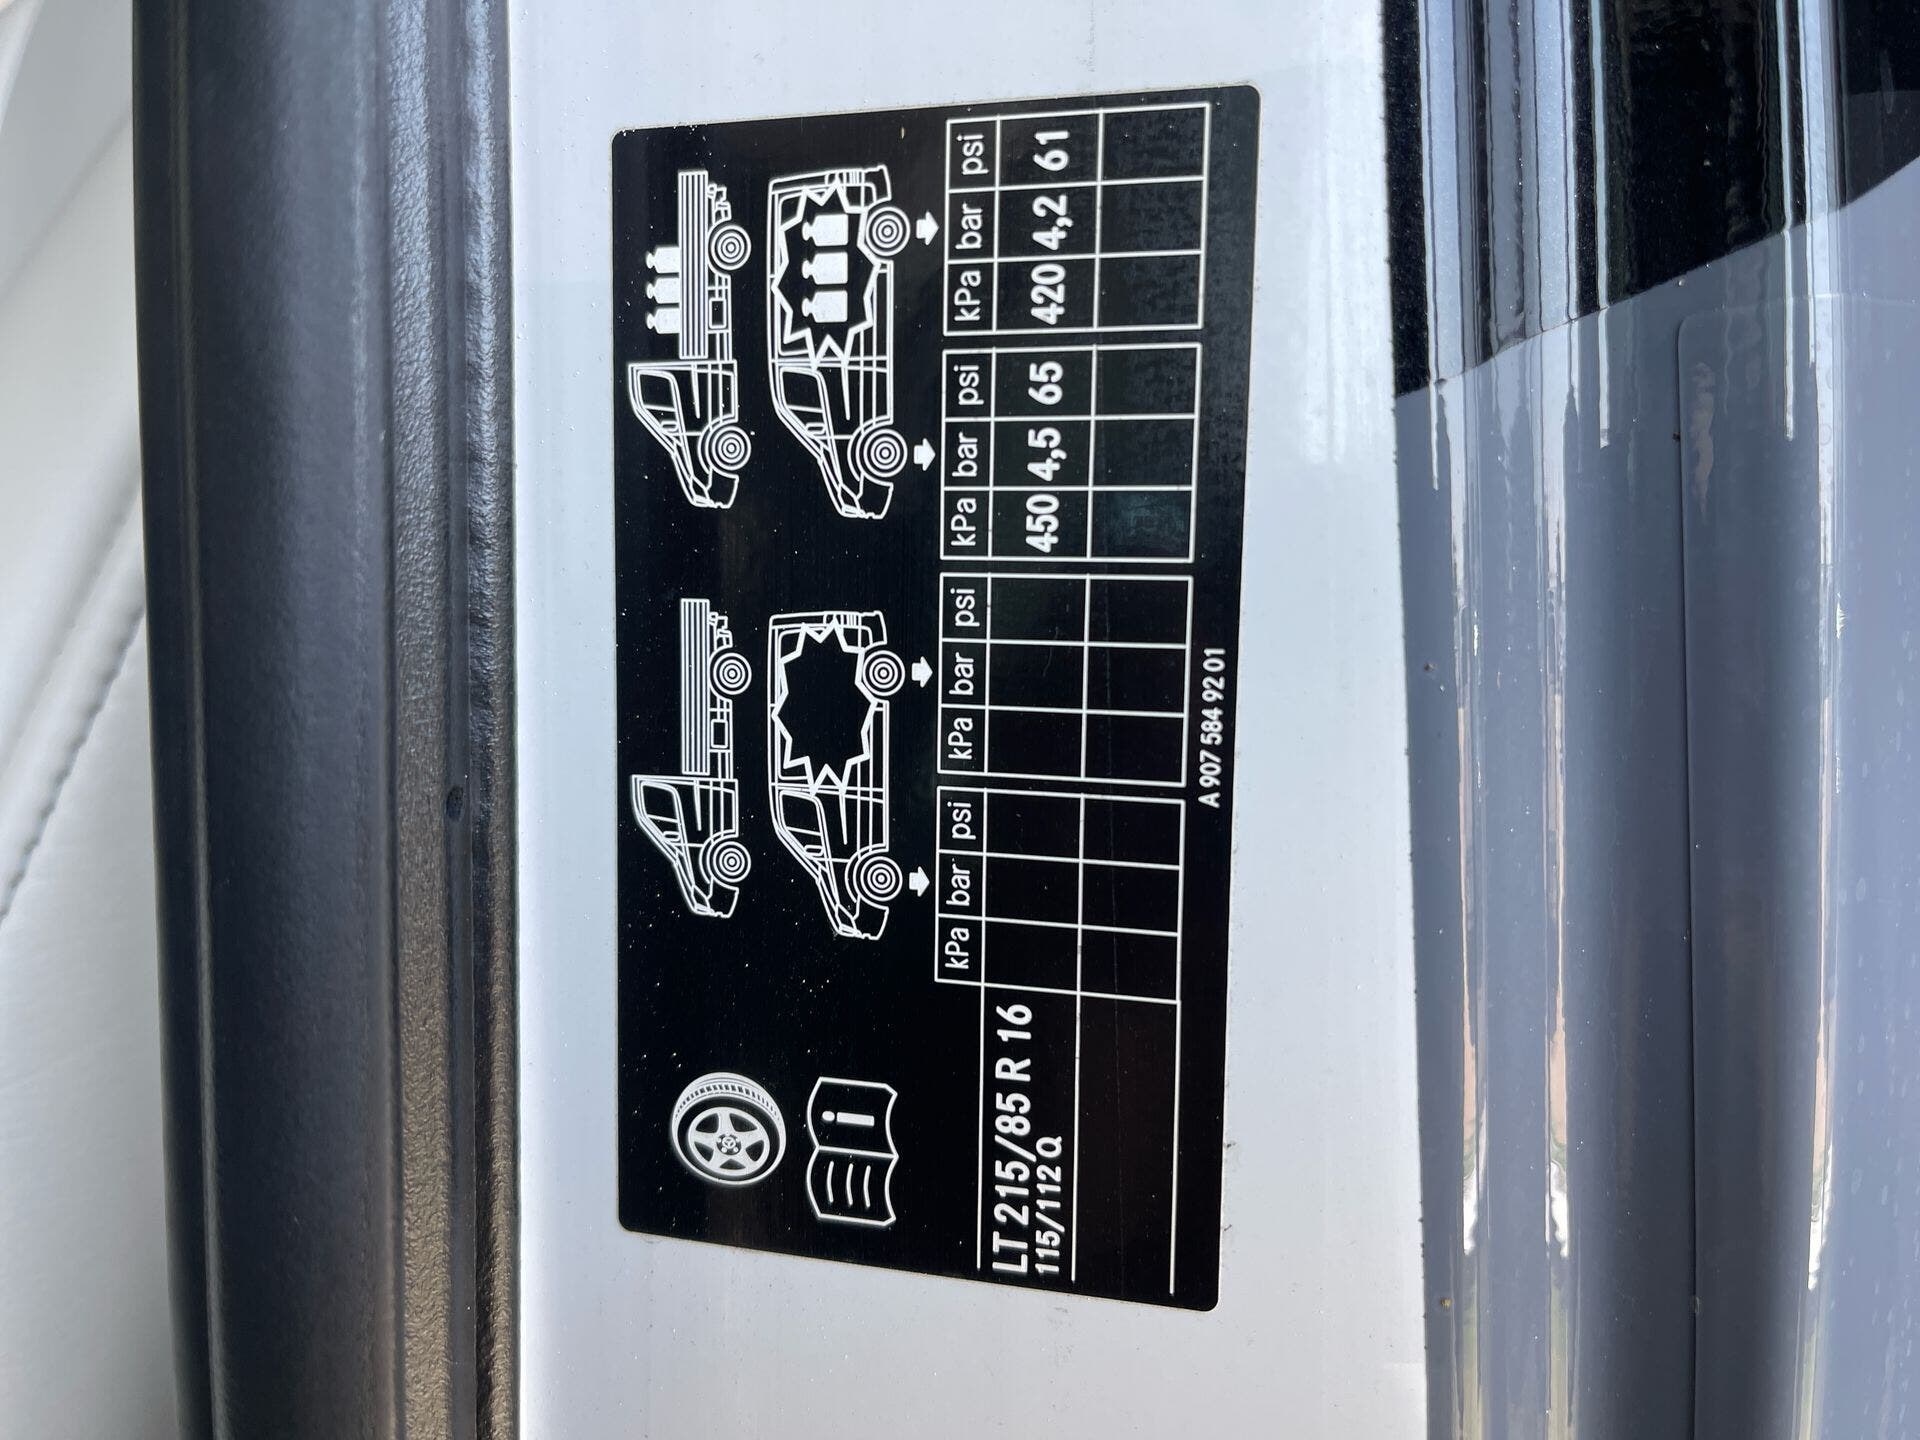 i
kPa bar psi kPa bar psi kPa bar psi kPa bar psi
LT 215/85 R 16 450 4,5 65 420 4,2 61
115/112 Q
A 907 584 92 01